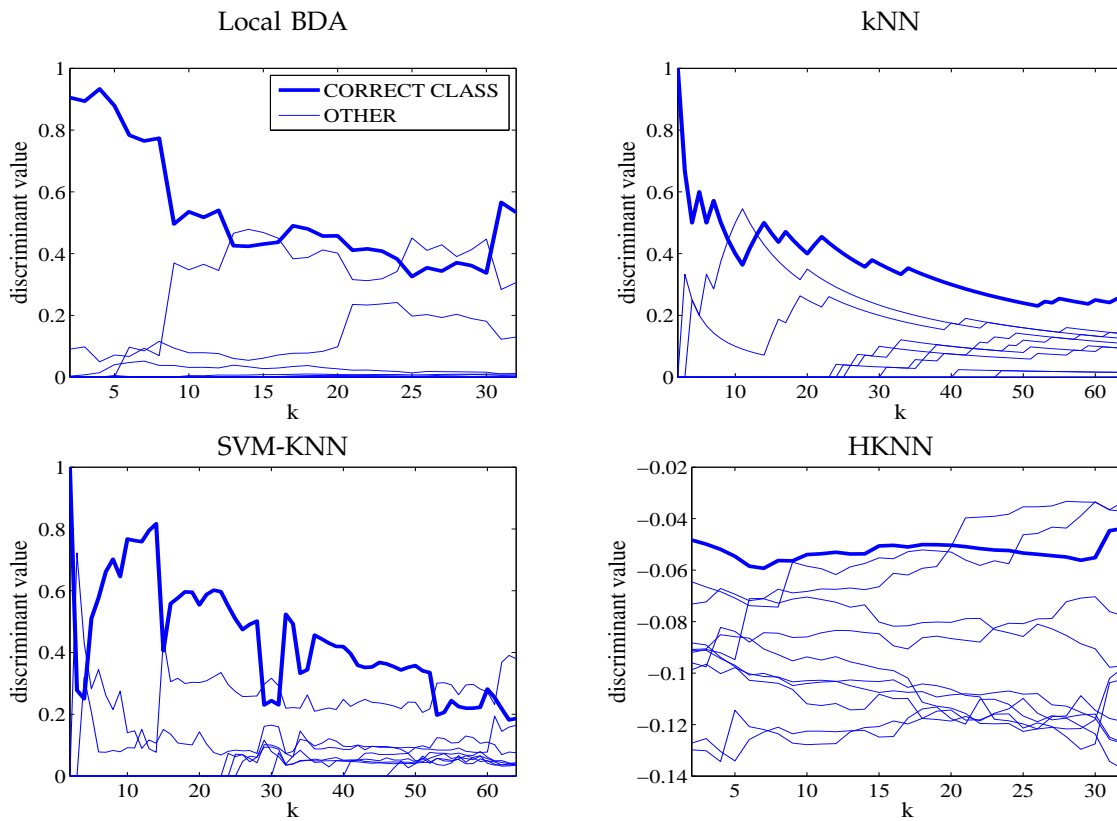 Local BDA
1
0.8
0.6
0.4
0.2
0
discriminant value
CORRECT CLASS
OTHER
5 10 15 20 25 30
k
kNN
1
0.8
0.6
0.4
0.2
0
discriminant value
10 20 30 40 50 60
k
SVM-KNN
1
0.8
0.6
0.4
0.2
0
discriminant value
10 20 30 40 50 60
k
HKNN
−0.02
−0.04
−0.06
−0.08
−0.1
−0.12
−0.14
discriminant value
5 10 15 20 25 30
k